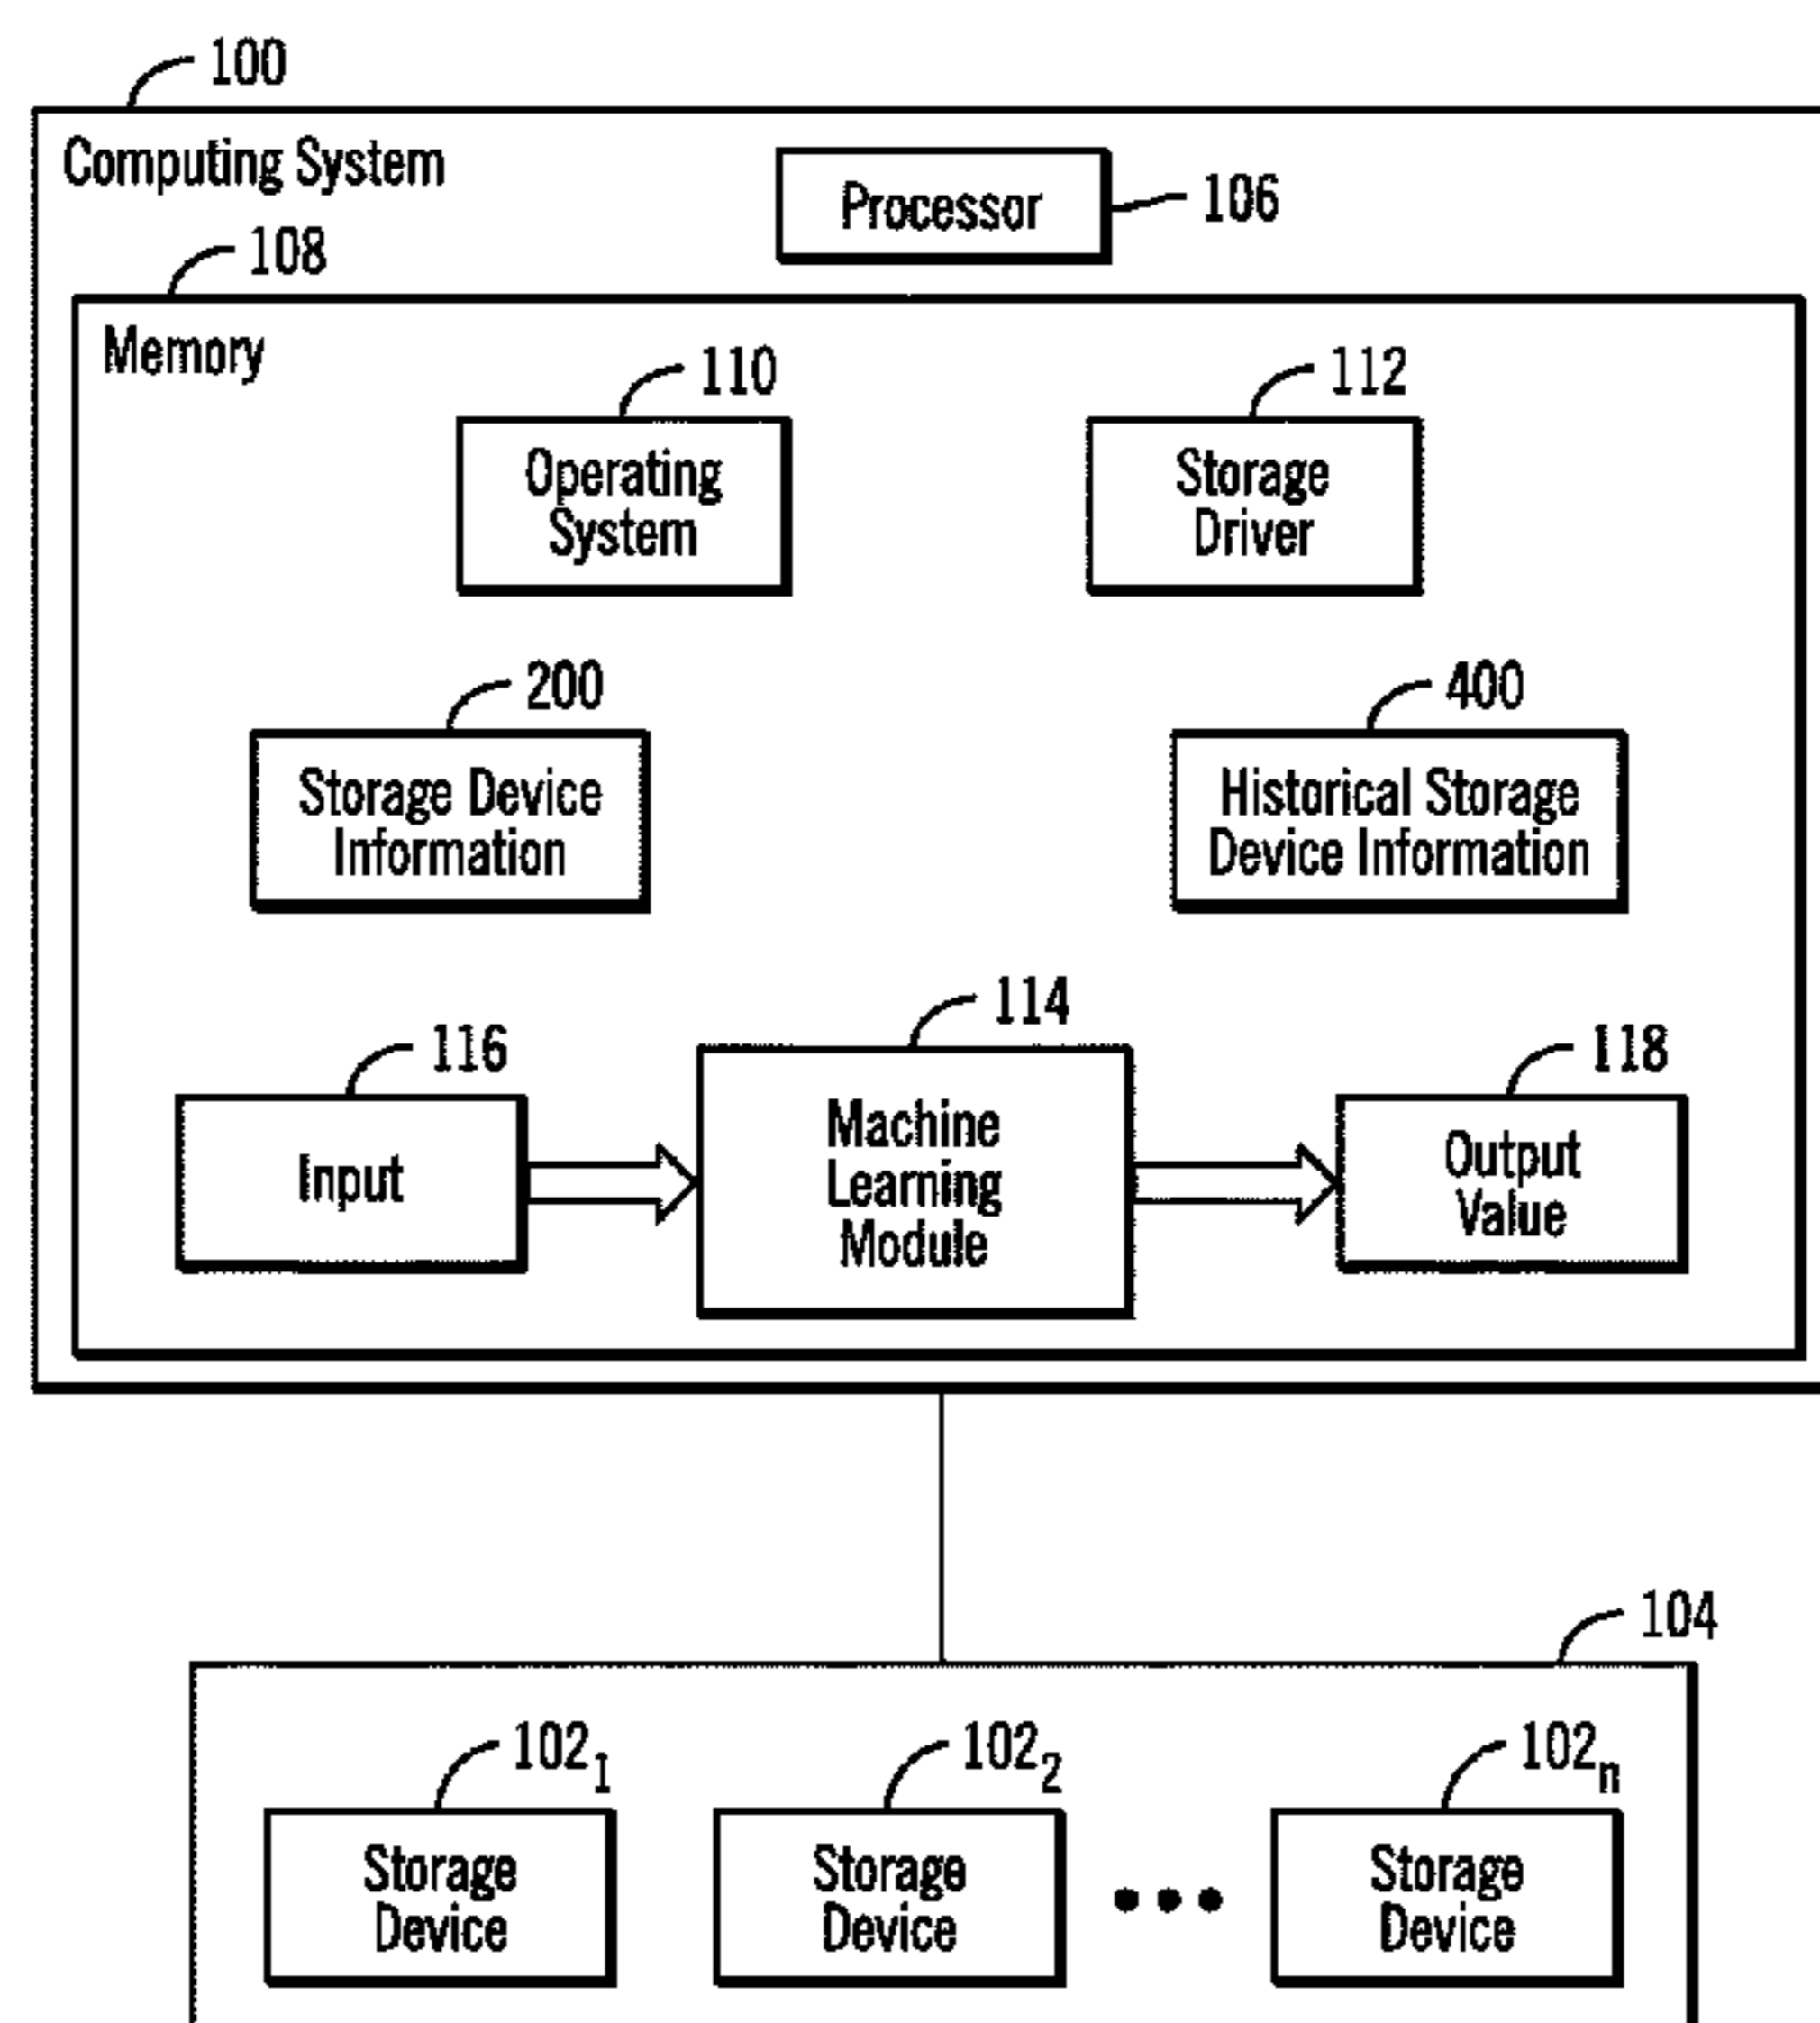 100
Computing System
Processor
106
108
Memory
110
112
Operating
System
Storage
Driver
200
400
Storage Device
Information
Historical Storage
Device Information
116
114
118
Input
Machine
Learning
Module
Output
Value
104
102₁
102₂
102ₙ
Storage
Device
Storage
Device
Storage
Device